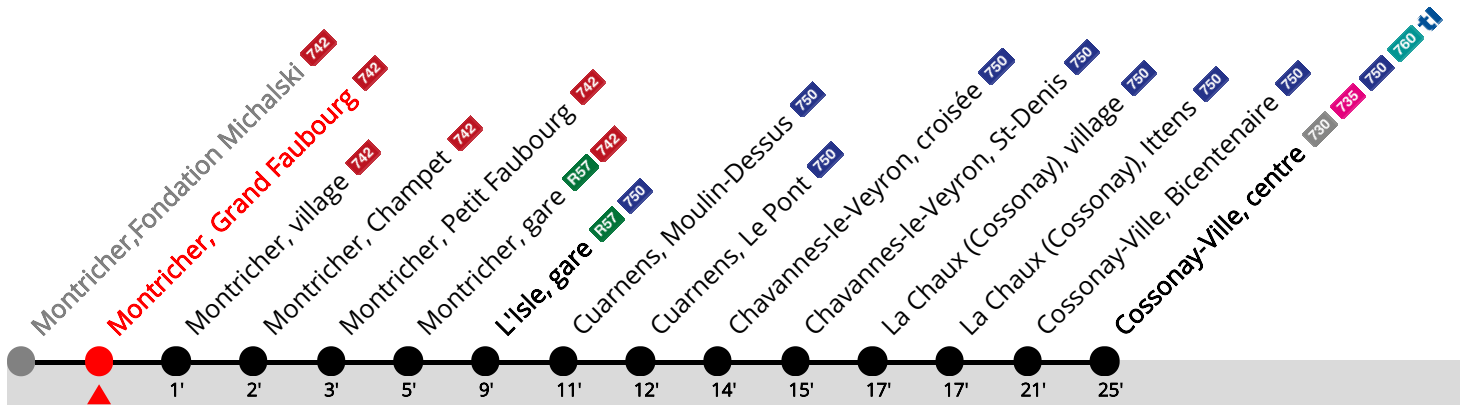 Montricher,Fondation Michalski 742
Montricher, Grand Faubourg 742
Montricher, village 742
Montricher, Champet 742
Montricher, Petit Faubourg 742
Montricher, gare R57 742
L'Isle, gare R57 750
Cuarnens, Moulin-Dessus 750
Cuarnens, Le Pont 750
Chavannes-le-Veyron, croisée 750
Chavannes-le-Veyron, St-Denis 750
La Chaux (Cossonay), village 750
La Chaux (Cossonay), Ittens 750
Cossonay-Ville, Bicentenaire 750
Cossonay-Ville, centre 730 735 750 760 tl
1' 2' 3' 5' 9' 11' 12' 14' 15' 17' 17' 21' 25'